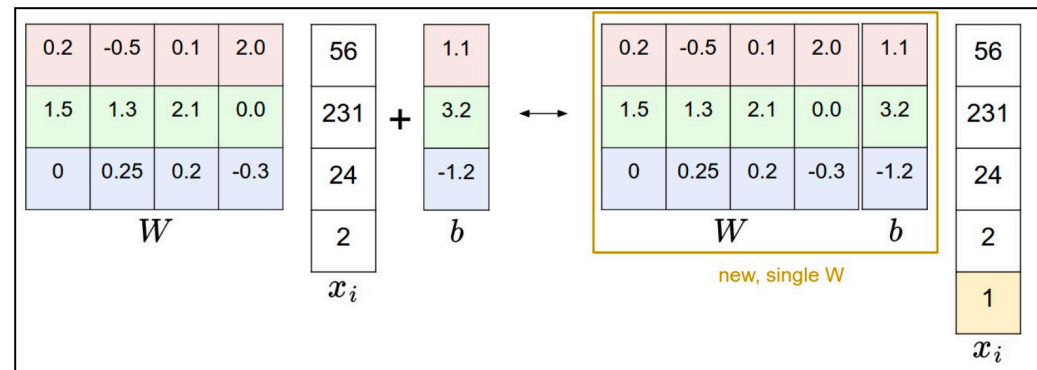 0.2 -0.5 0.1 2.0 56 1.1 0.2 -0.5 0.1 2.0 1.1 56
1.5 1.3 2.1 0.0 231 + 3.2 ↔ 1.5 1.3 2.1 0.0 3.2 231
0 0.25 0.2 -0.3 24 -1.2 0 0.25 0.2 -0.3 -1.2 24
W 2 b W b 2
new, single W
x_i 1
x_i